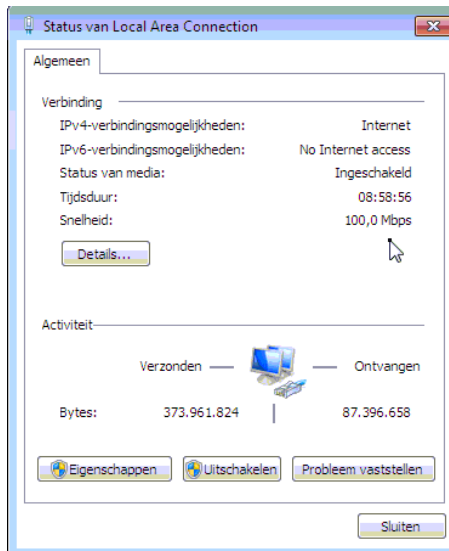 Status van Local Area Connection
Algemeen
Verbinding
IPv4-verbindingsmogelijkheden: Internet
IPv6-verbindingsmogelijkheden: No Internet access
Status van media: Ingeschakeld
Tijdsduur: 08:58:56
Snelheid: 100,0 Mbps
Details...
Activiteit
Verzonden Ontvangen
Bytes: 373.961.824 87.396.658
Eigenschappen Uitschakelen Probleem vaststellen
Sluiten